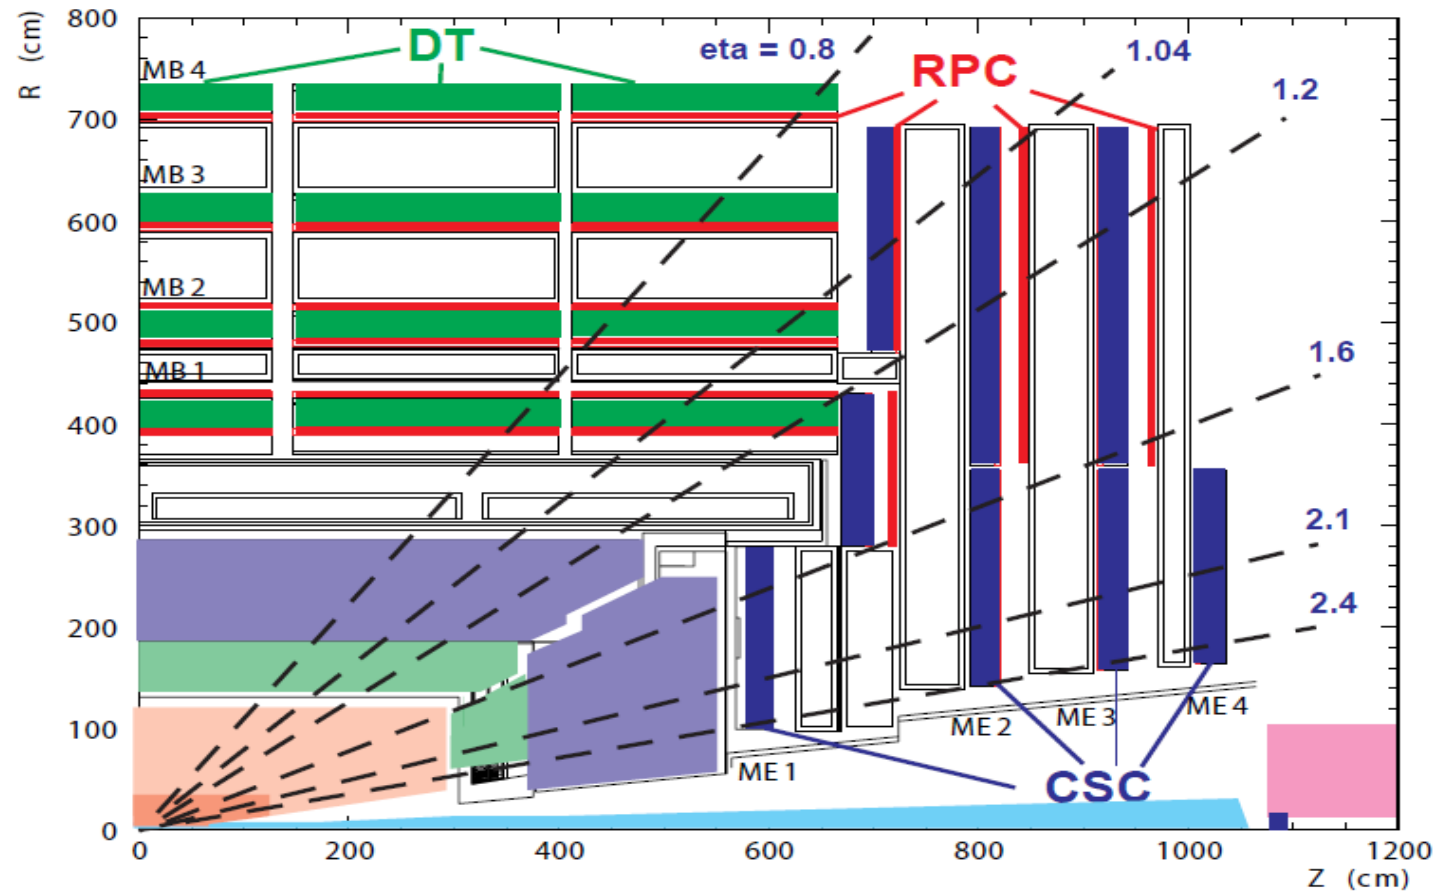 800
R (cm)
DT
eta = 0.8
1.04
RPC
1.2
MB 4
700
MB 3
600
MB 2
500
MB 1
1.6
400
300
2.1
2.4
200
100
ME 1
ME 2
ME 3
ME 4
CSC
0
0 200 400 600 800 1000 1200
Z (cm)